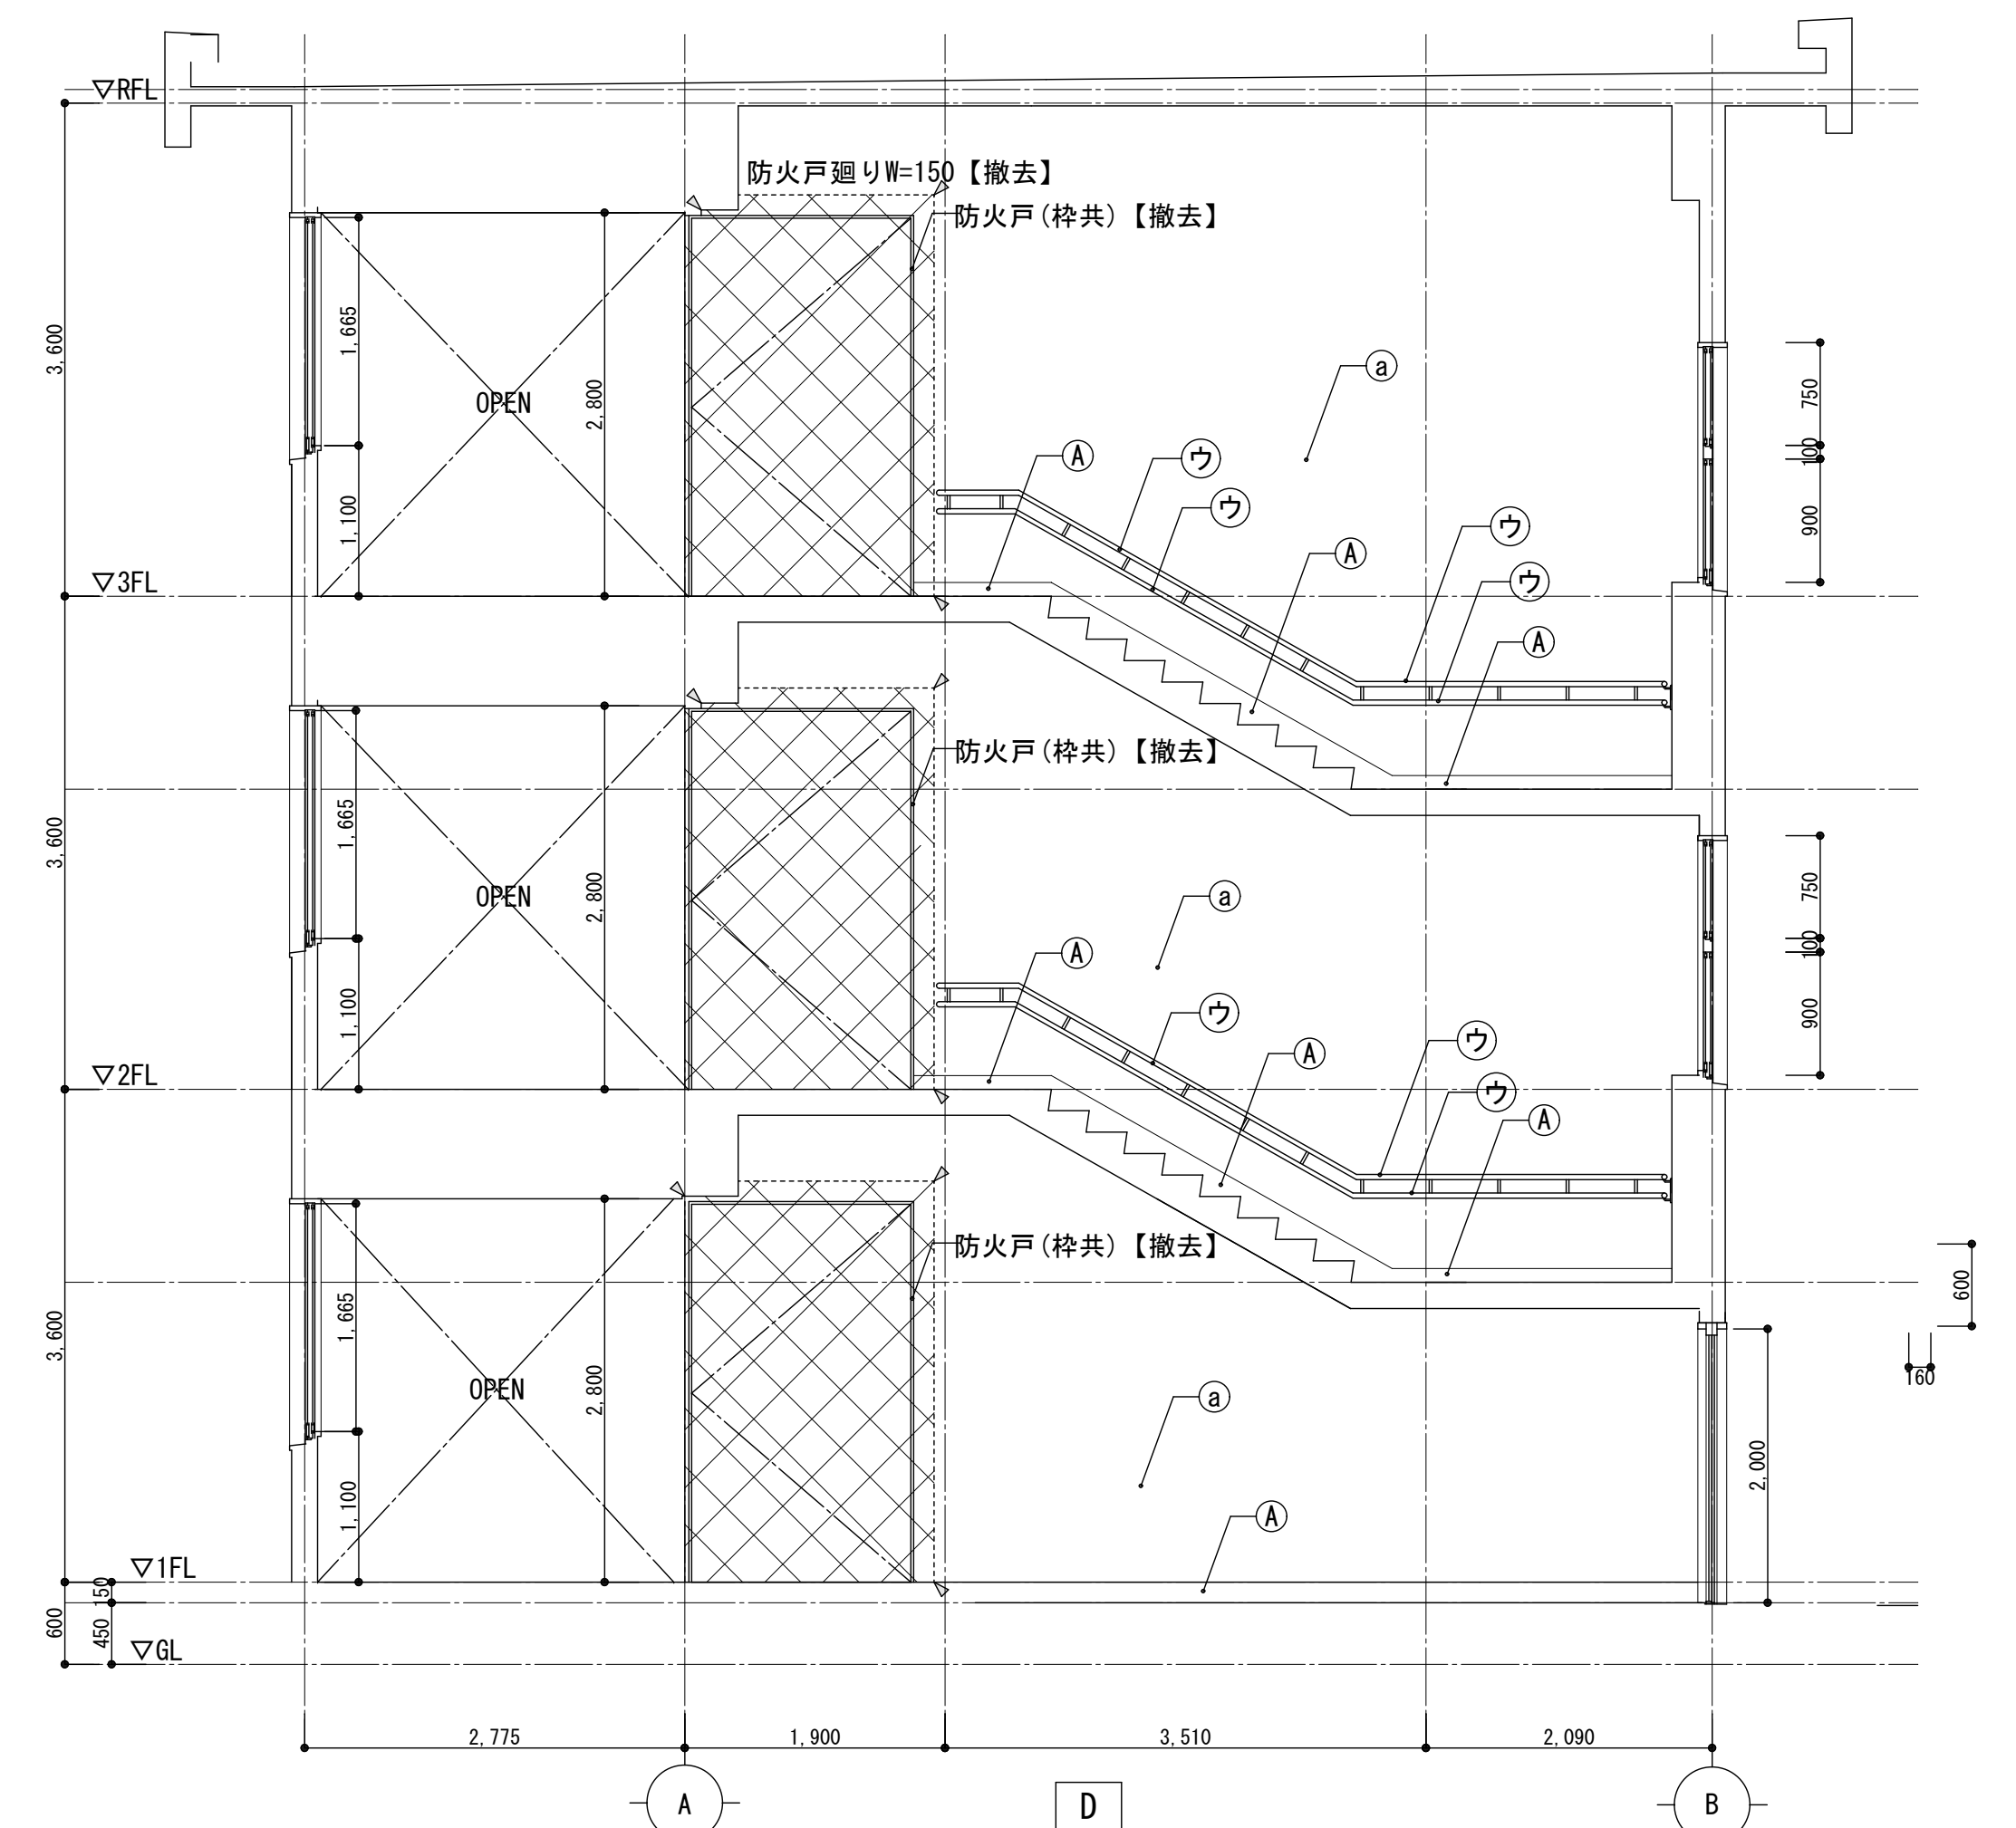 ▽RFL
防火戸廻りW=150【撤去】
防火戸(枠共)【撤去】
3,600
1,665
2,800
OPEN
1,100
a
750
100
900
A
ウ
ウ
A
ウ
ウ
A
▽3FL
防火戸(枠共)【撤去】
3,600
1,665
2,800
OPEN
1,100
a
750
100
900
A
ウ
A
ウ
ウ
A
▽2FL
防火戸(枠共)【撤去】
3,600
1,665
2,800
OPEN
1,100
a
A
600
160
2,000
▽1FL
150
600
450
▽GL
2,775
1,900
3,510
2,090
A
D
B